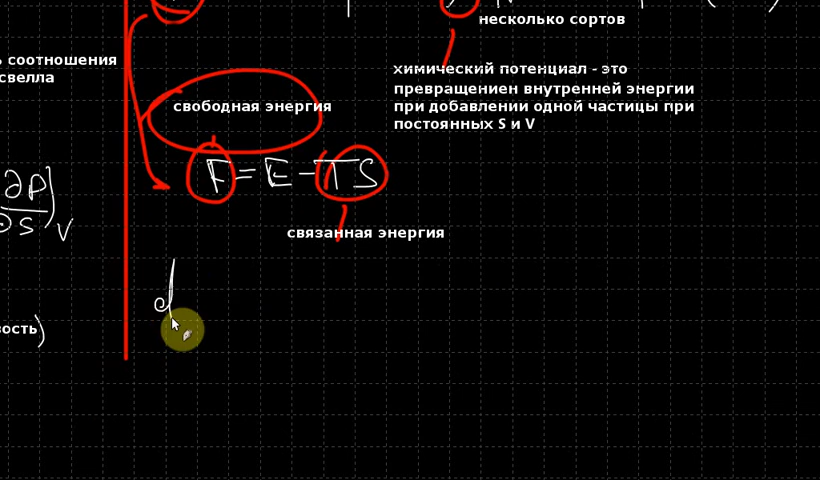 несколько сортов
соотношения
свелла
химический потенциал - это
превращениен внутренней энергии
при добавлении одной частицы при
постоянных S и V
свободная энергия
F = E - TS
∂P
∂S)V
связанная энергия
d
вость)